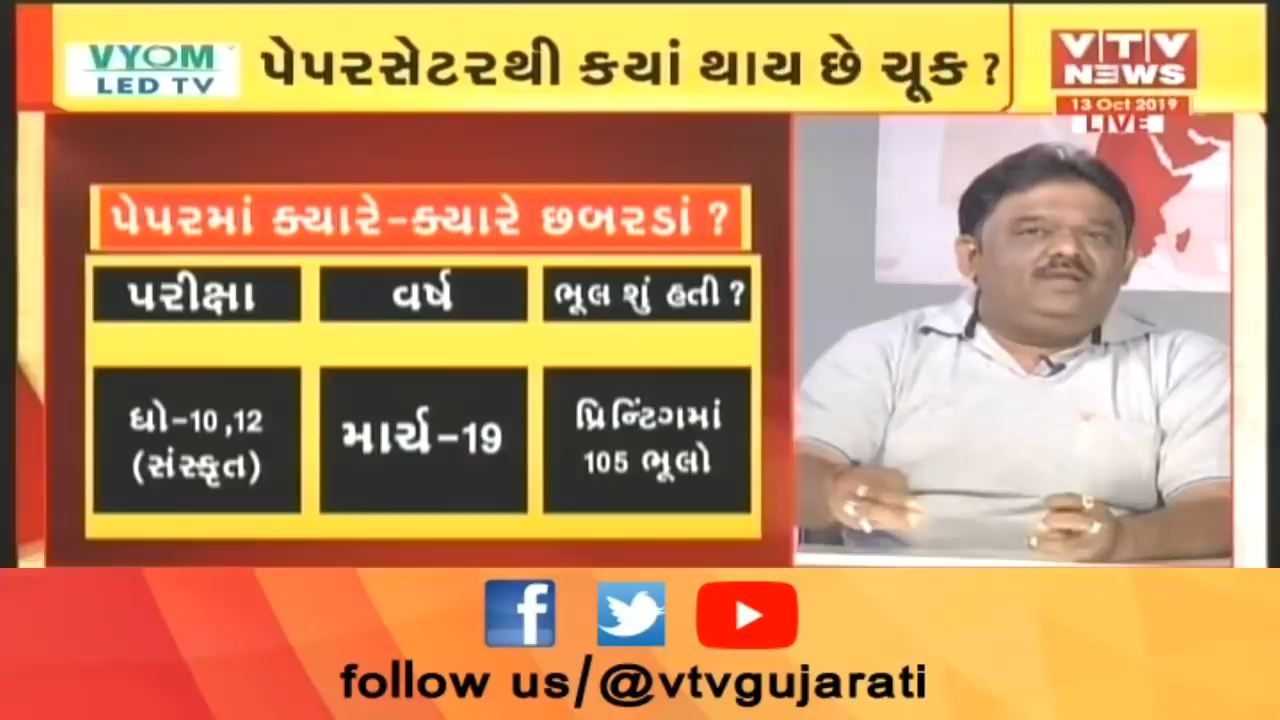 VYOM
LED TV
પેપરસેટરથી કયાં થાય છે ચૂક ?
VTV
NEWS
13 Oct 2019
LIVE
પેપરમાં ક્યારે-ક્યારે છબરડાં ?
પરીક્ષા
વર્ષ
ભૂલ શું હતી ?
ધો-10,12
(સંસ્કૃત)
માર્ચ-19
પ્રિન્ટિંગમાં
105 ભૂલો
follow us/@vtvgujarati